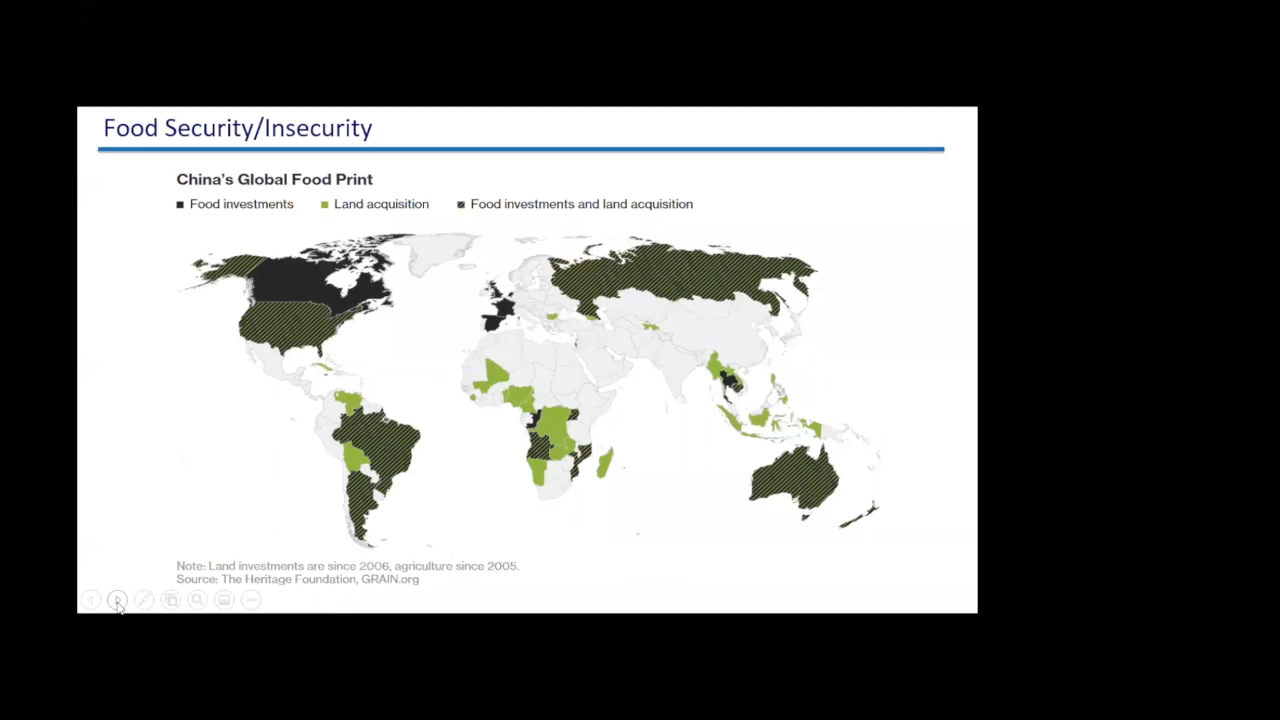 Food Security/Insecurity
China's Global Food Print
Food investments
Land acquisition
Food investments and land acquisition
Note: Land investments are since 2006, agriculture since 2005.
Source: The Heritage Foundation, GRAIN.org